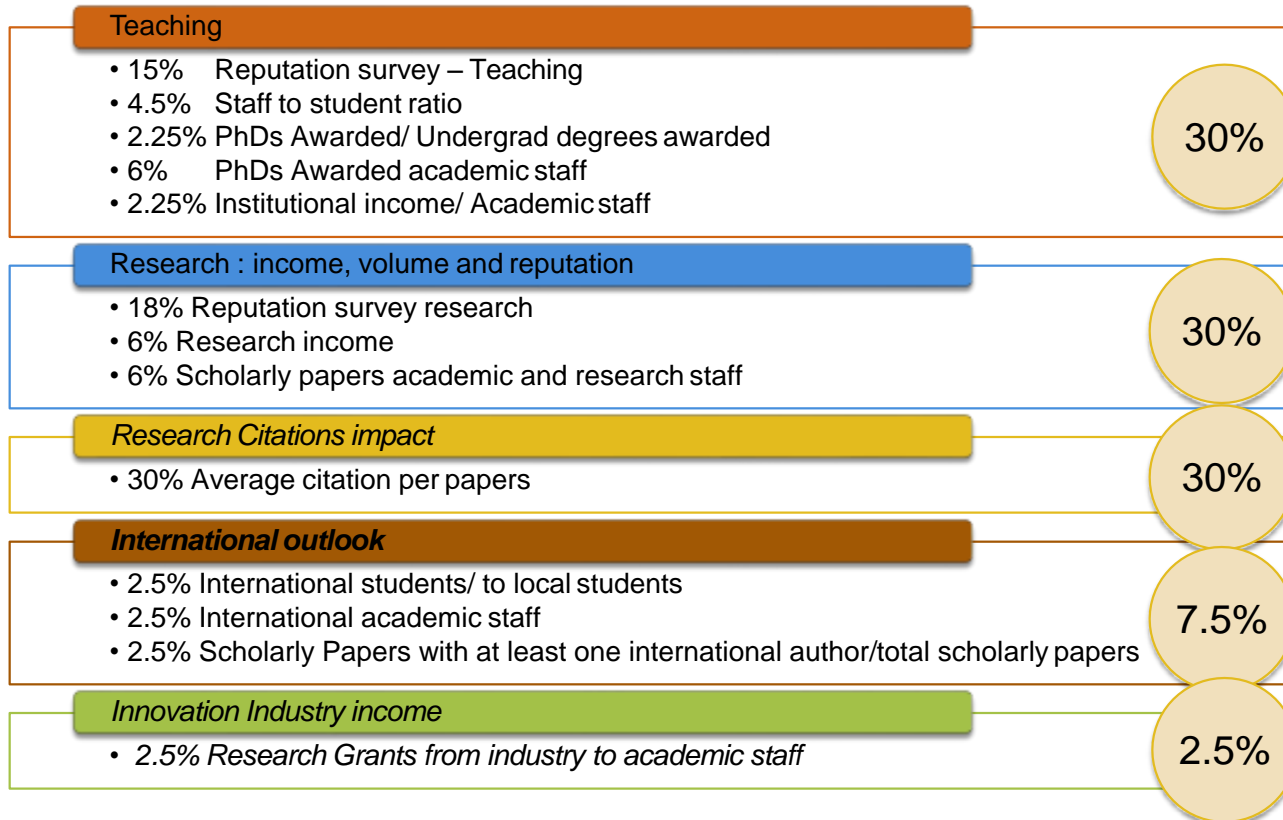 Teaching
• 15% Reputation survey – Teaching
• 4.5% Staff to student ratio
• 2.25% PhDs Awarded/ Undergrad degrees awarded
• 6% PhDs Awarded academic staff
• 2.25% Institutional income/ Academic staff
30%
Research : income, volume and reputation
• 18% Reputation survey research
• 6% Research income
• 6% Scholarly papers academic and research staff
30%
Research Citations impact
• 30% Average citation per papers
30%
International outlook
• 2.5% International students/ to local students
• 2.5% International academic staff
• 2.5% Scholarly Papers with at least one international author/total scholarly papers
7.5%
Innovation Industry income
• 2.5% Research Grants from industry to academic staff
2.5%